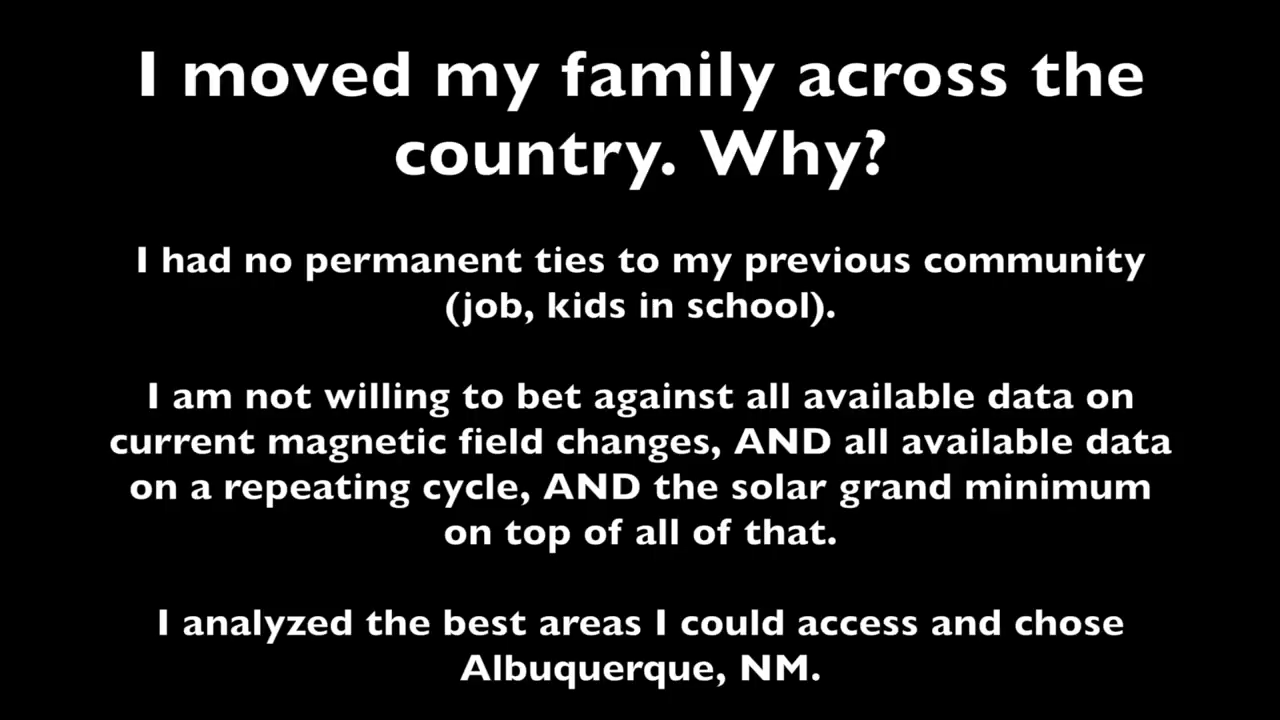 I moved my family across the
country. Why?
I had no permanent ties to my previous community
(job, kids in school).
I am not willing to bet against all available data on
current magnetic field changes, AND all available data
on a repeating cycle, AND the solar grand minimum
on top of all of that.
I analyzed the best areas I could access and chose
Albuquerque, NM.